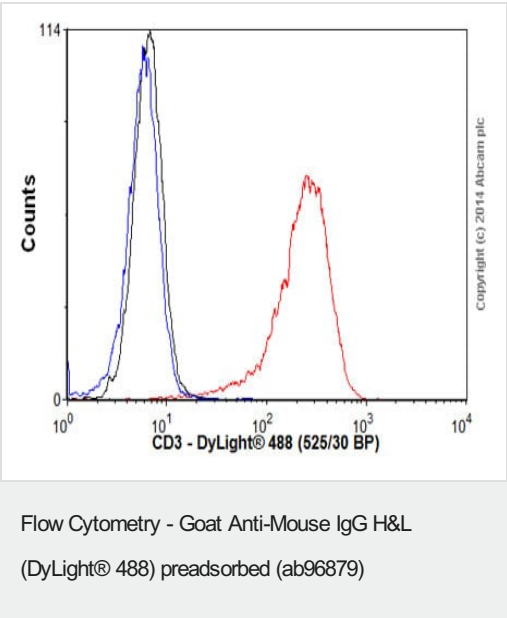 114
Counts
0
10^0 10^1 10^2 10^3 10^4
CD3 - DyLight® 488 (525/30 BP)
Copyright (c) 2014 Abcam plc
Flow Cytometry - Goat Anti-Mouse IgG H&L
(DyLight® 488) preadsorbed (ab96879)